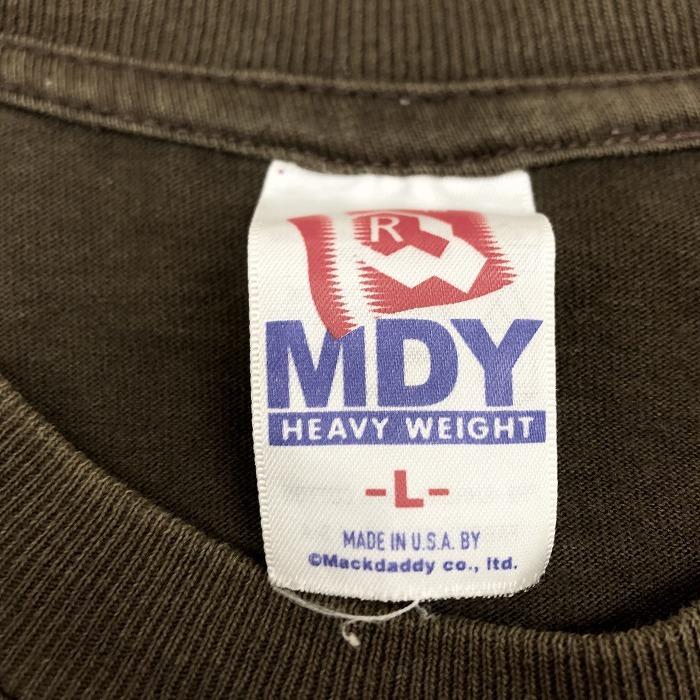 R
MDY
HEAVY WEIGHT
-L-
MADE IN U.S.A. BY
©Mackdaddy co., ltd.